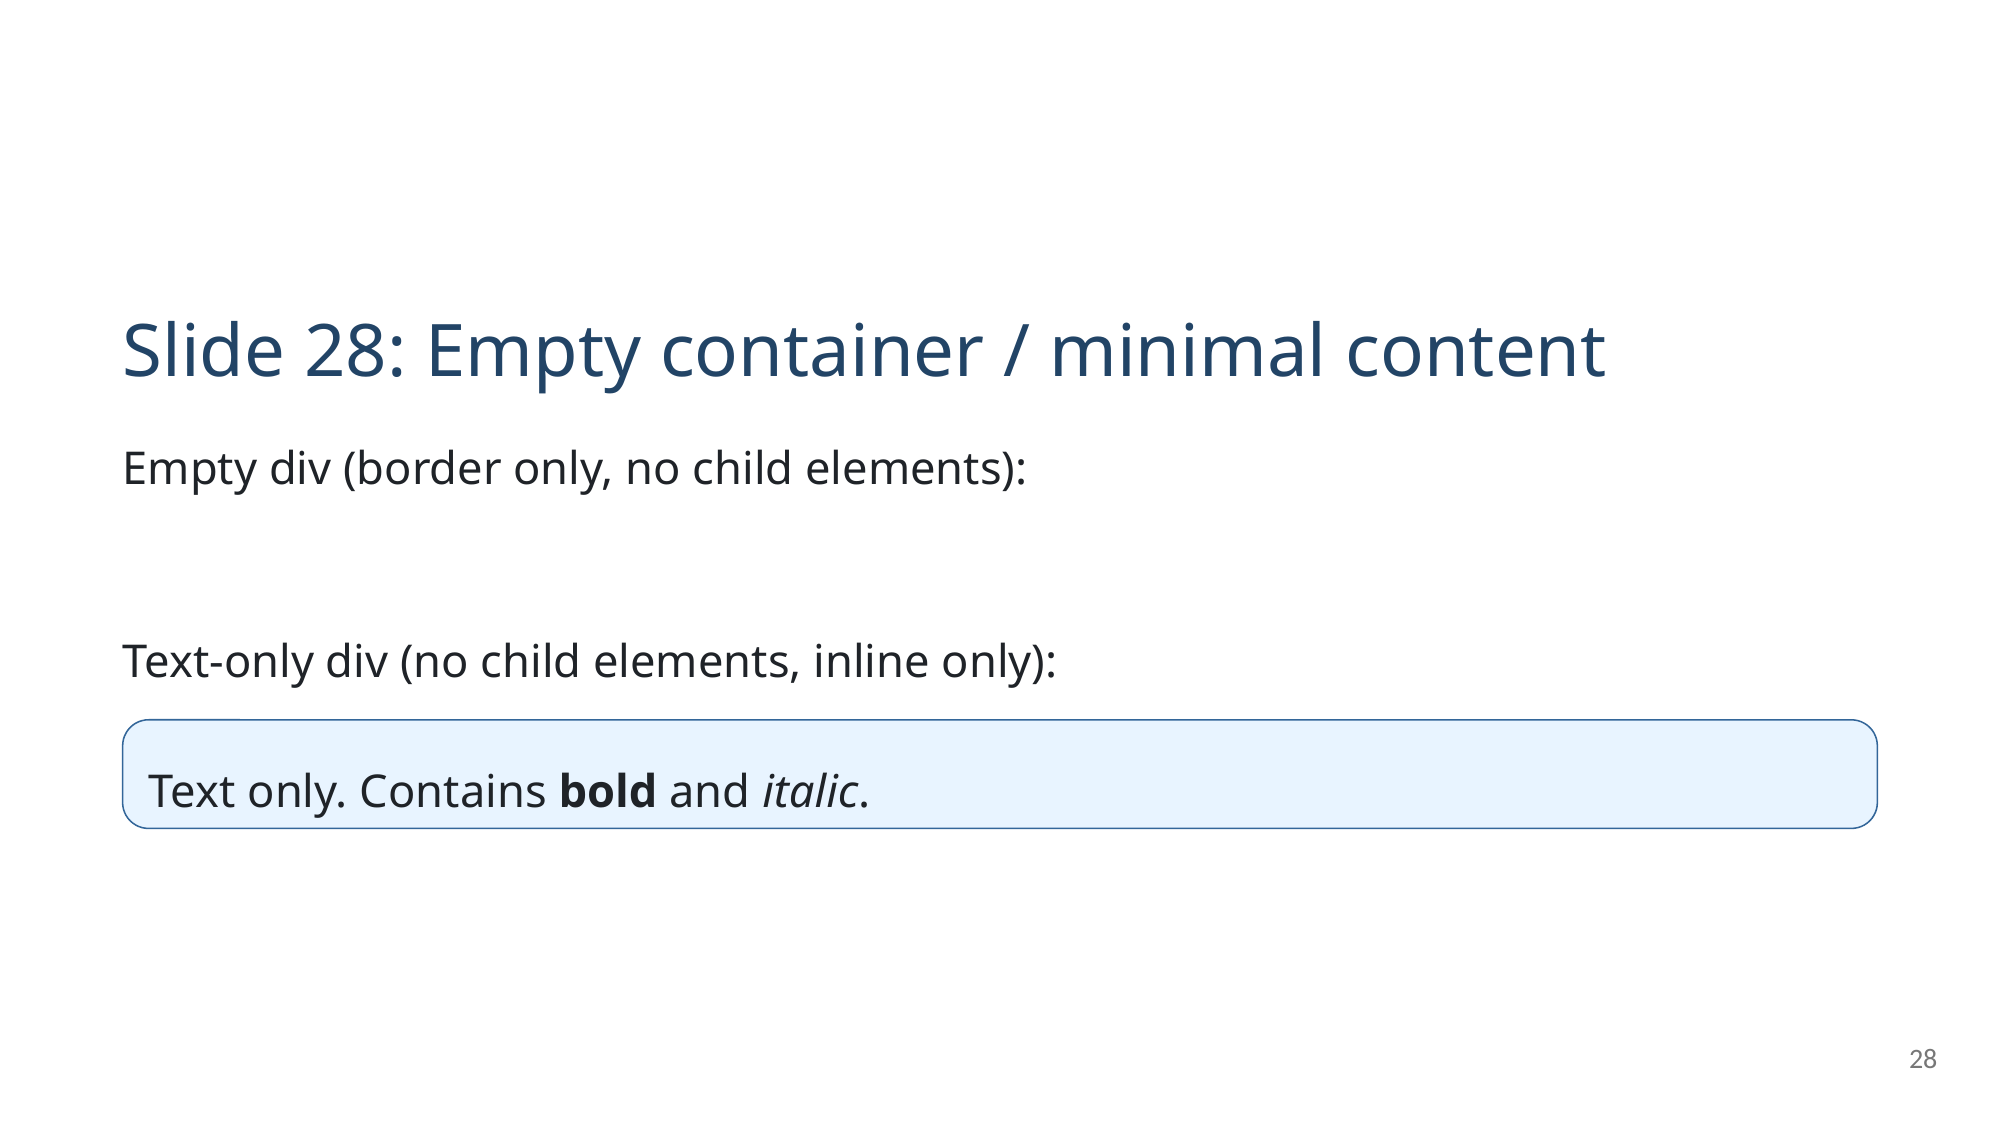 Slide 28: Empty container / minimal content
Empty div (border only, no child elements):
Text-only div (no child elements, inline only):
Text only. Contains bold and italic.
28